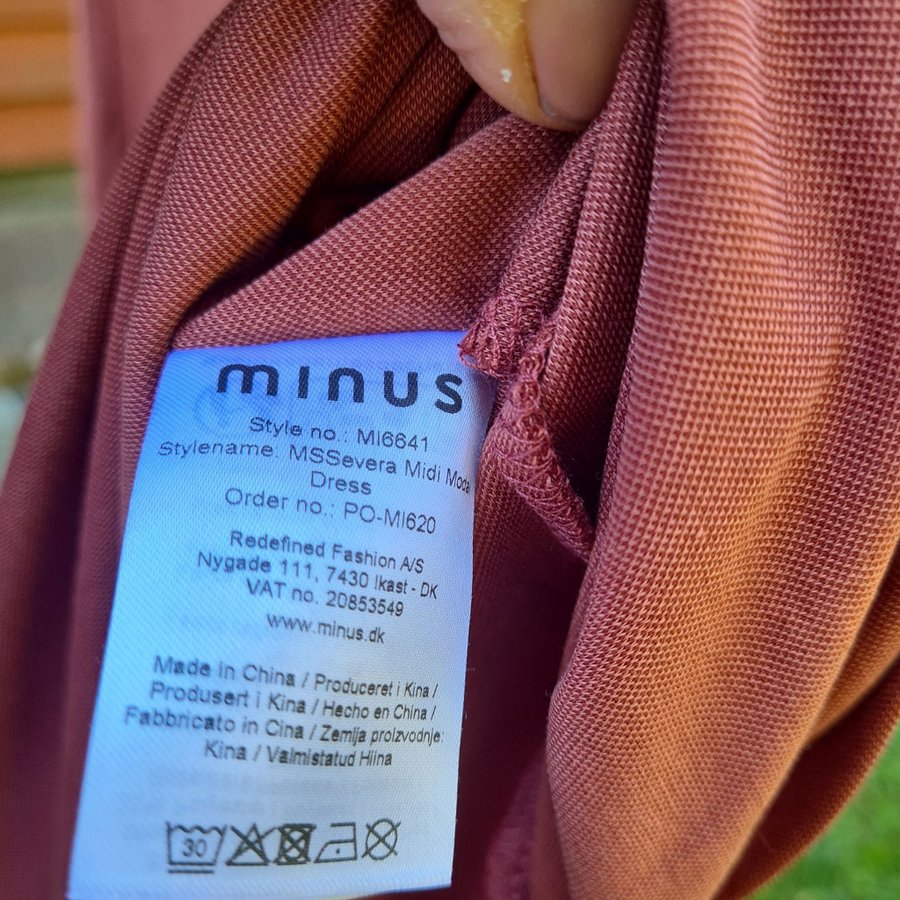 minus
Style no.: MI6641
Stylename: MSSevera Midi Modal
Dress
Order no.: PO-MI620
Redefined Fashion A/S
Nygade 111, 7430 Ikast - DK
VAT no. 20853549
www.minus.dk
Made in China / Produceret i Kina /
Produsert i Kina / Hecho en China /
Fabbricato in Cina / Zemlja proizvodnje:
Kina / Valmistatud Hiina
30